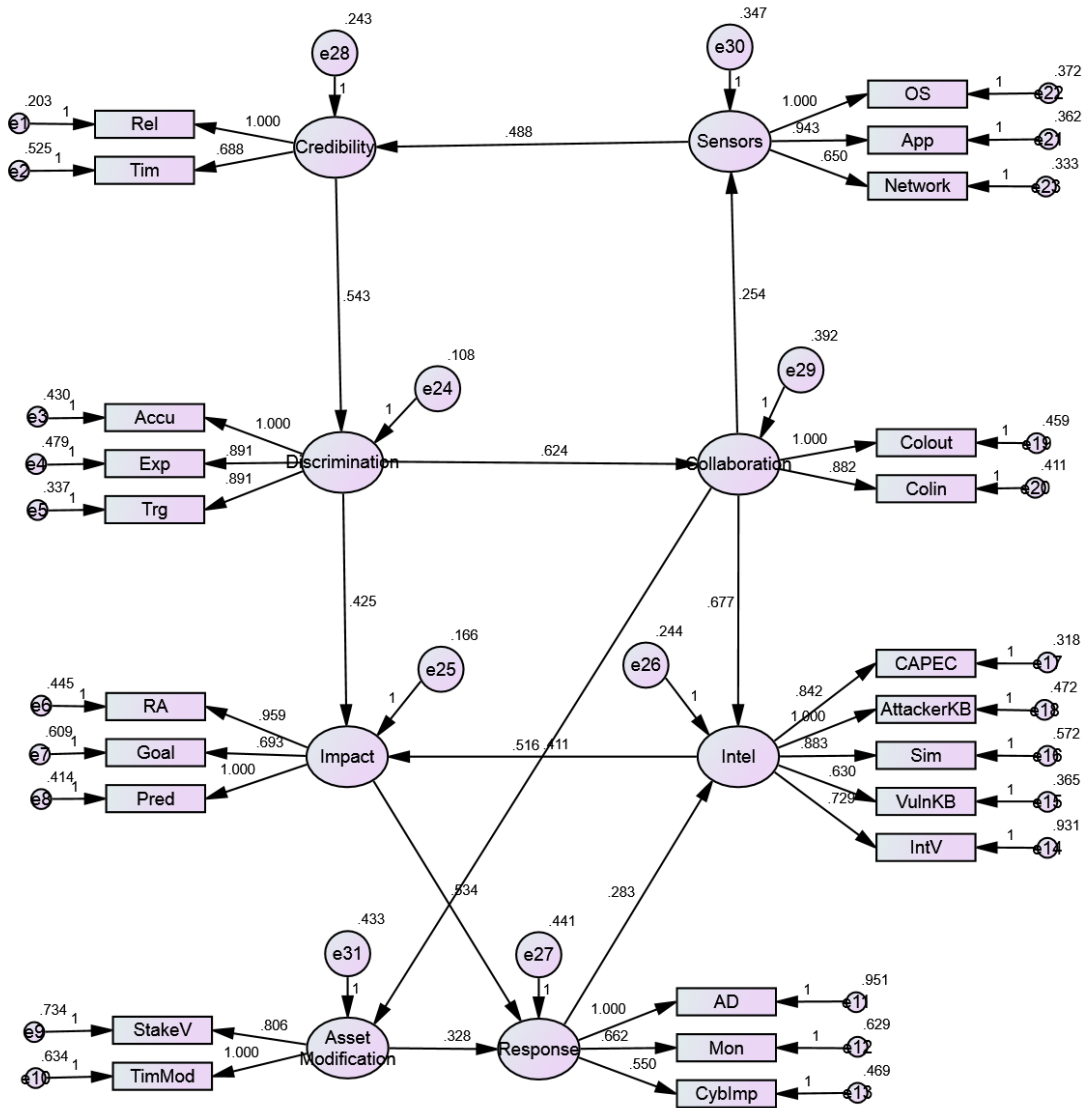 .243
.347
e28
e30
.372
.203
1
1
1
e22
1
Rel
1.000
1.000
OS
e1
.362
.525
1
.488
.943
1
e21
Credibility
Sensors
App
e2
Tim
.688
.650
.333
1
e23
Network
.543
.254
.108
.392
e24
e29
.430
1
1
1
e3
Accu
1.000
.459
.479
1
1.000
1
e19
Colout
e4
Exp
.891
Discrimination
.624
Collaboration
.411
.337
1
.891
.882
1
e20
Colin
e5
Trg
.425
.677
.166
.244
.318
e25
e26
1
e17
CAPEC
.445
1
1
1
.842
.472
e6
RA
.959
1.000
AttackerKB
1
e18
.609
1
.572
e7
Goal
.693
Impact
.516
.411
Intel
.883
Sim
1
e16
.414
1
1.000
.630
.365
e8
Pred
.729
VulnKB
1
e15
.931
IntV
1
e14
.534
.283
.433
.441
e31
e27
1
1
.951
.734
1
1.000
AD
1
e11
e9
StakeV
.806
.629
.634
1
Asset
Modification
.328
Response
.662
Mon
1
e12
e10
TimMod
1.000
.550
.469
CybImp
1
e13